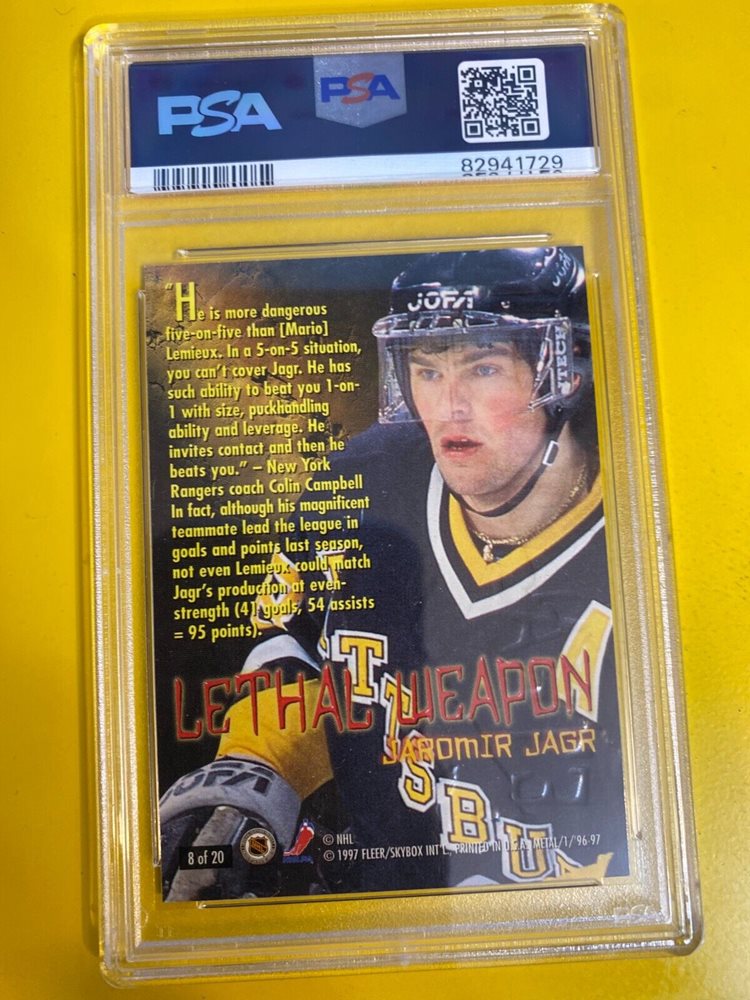 PSA
PSA
82941729
JOFA
"He is more dangerous
five-on-five than [Mario]
Lemieux. In a 5-on-5 situation,
you can't cover Jagr. He has
such ability to beat you 1-on-
1 with size, puckhandling
ability and leverage. He
invites contact and then he
beats you." – New York
Rangers coach Colin Campbell
In fact, although his magnificent
teammate lead the league in
goals and points last season,
not even Lemieux could match
Jagr's production at even-
strength (41 goals, 54 assists
= 95 points).
LETHAL WEAPON
JAROMIR JAGR
JOFA
TTSBU
8 of 20
NHLPA
© NHL
© 1997 FLEER/SKYBOX INT'L., PRINTED IN U.S.A. METAL/1/'96-97
PSA